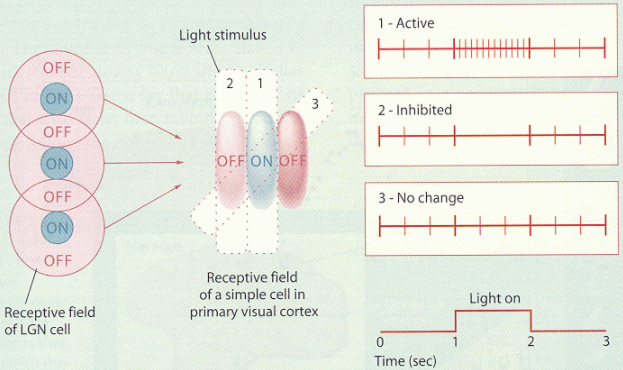 Light stimulus
OFF
ON
OFF
ON
OFF
ON
OFF
Receptive field
of LGN cell
2
1
3
OFF
ON
OFF
Receptive field
of a simple cell in
primary visual cortex
1 - Active
2 - Inhibited
3 - No change
Light on
0
1
2
3
Time (sec)